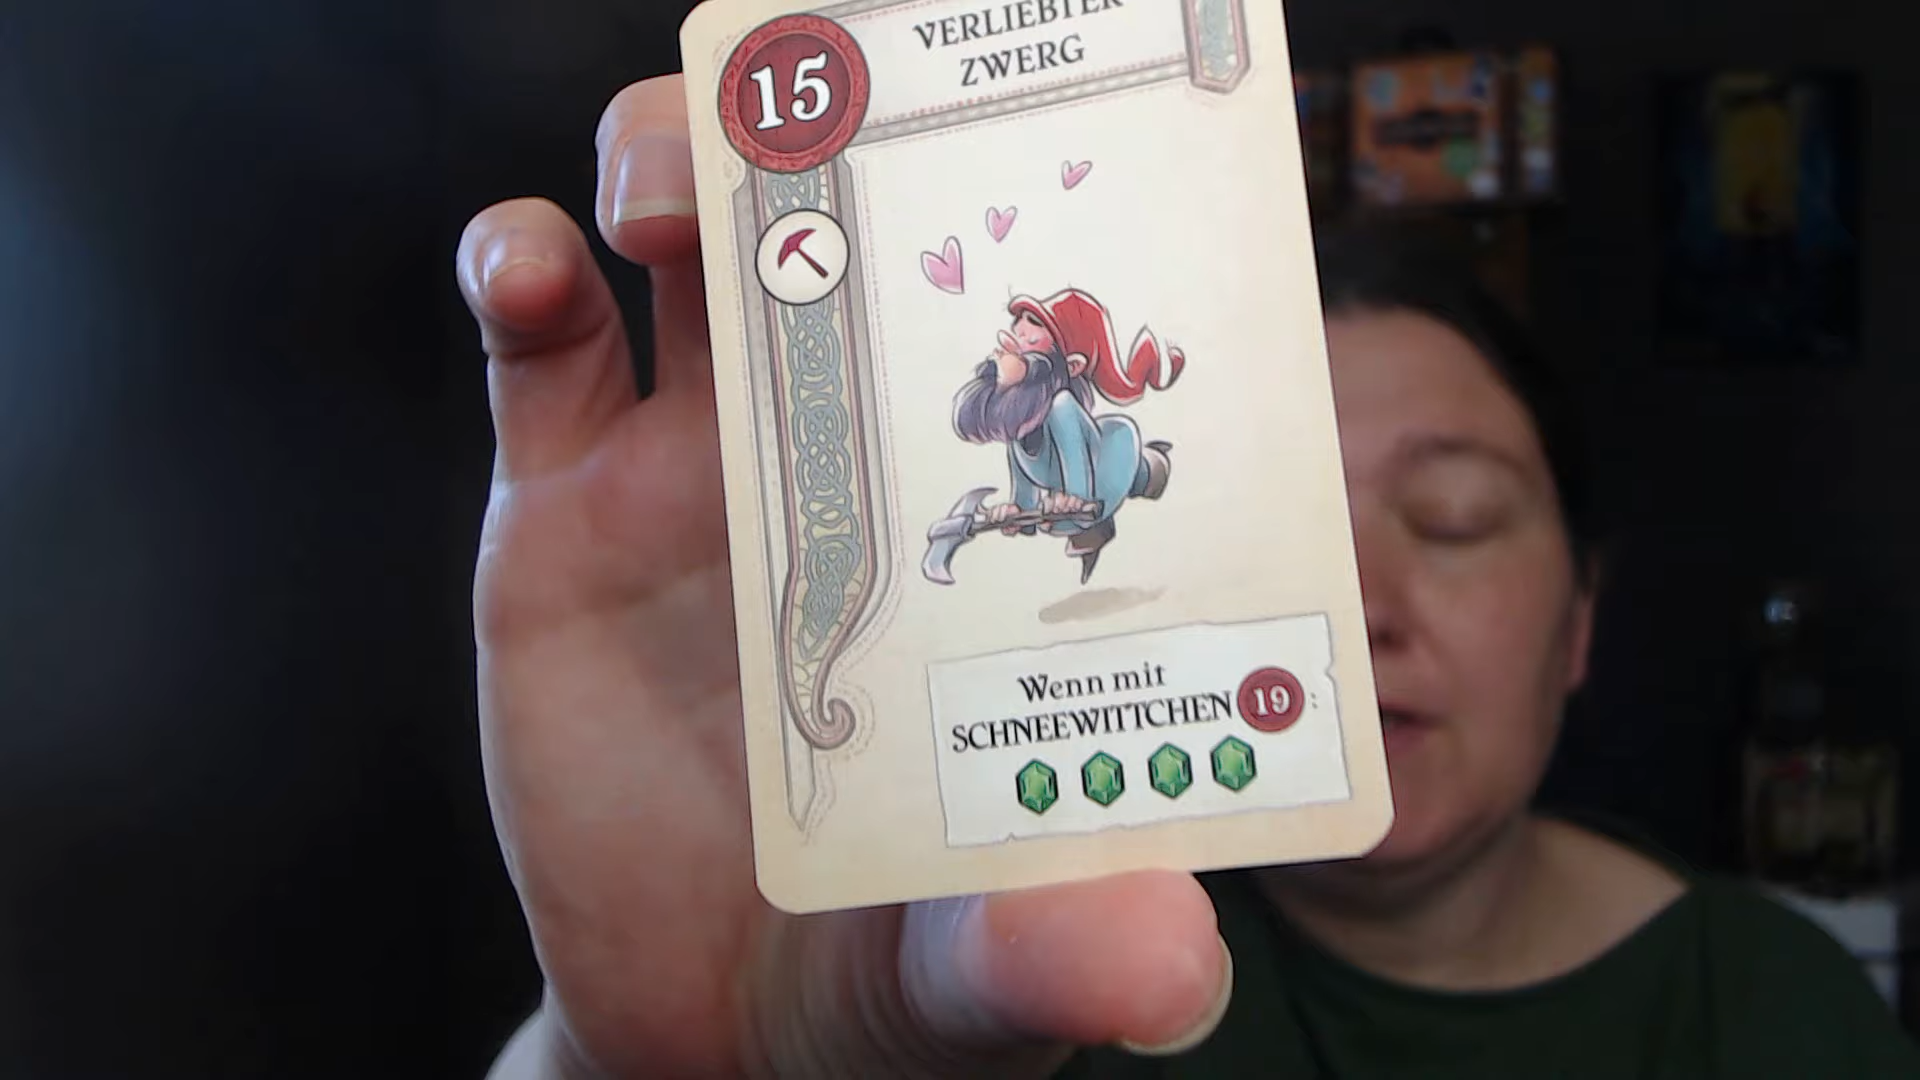 15
VERLIEBTER
ZWERG
Wenn mit
SCHNEEWITTCHEN 19 :